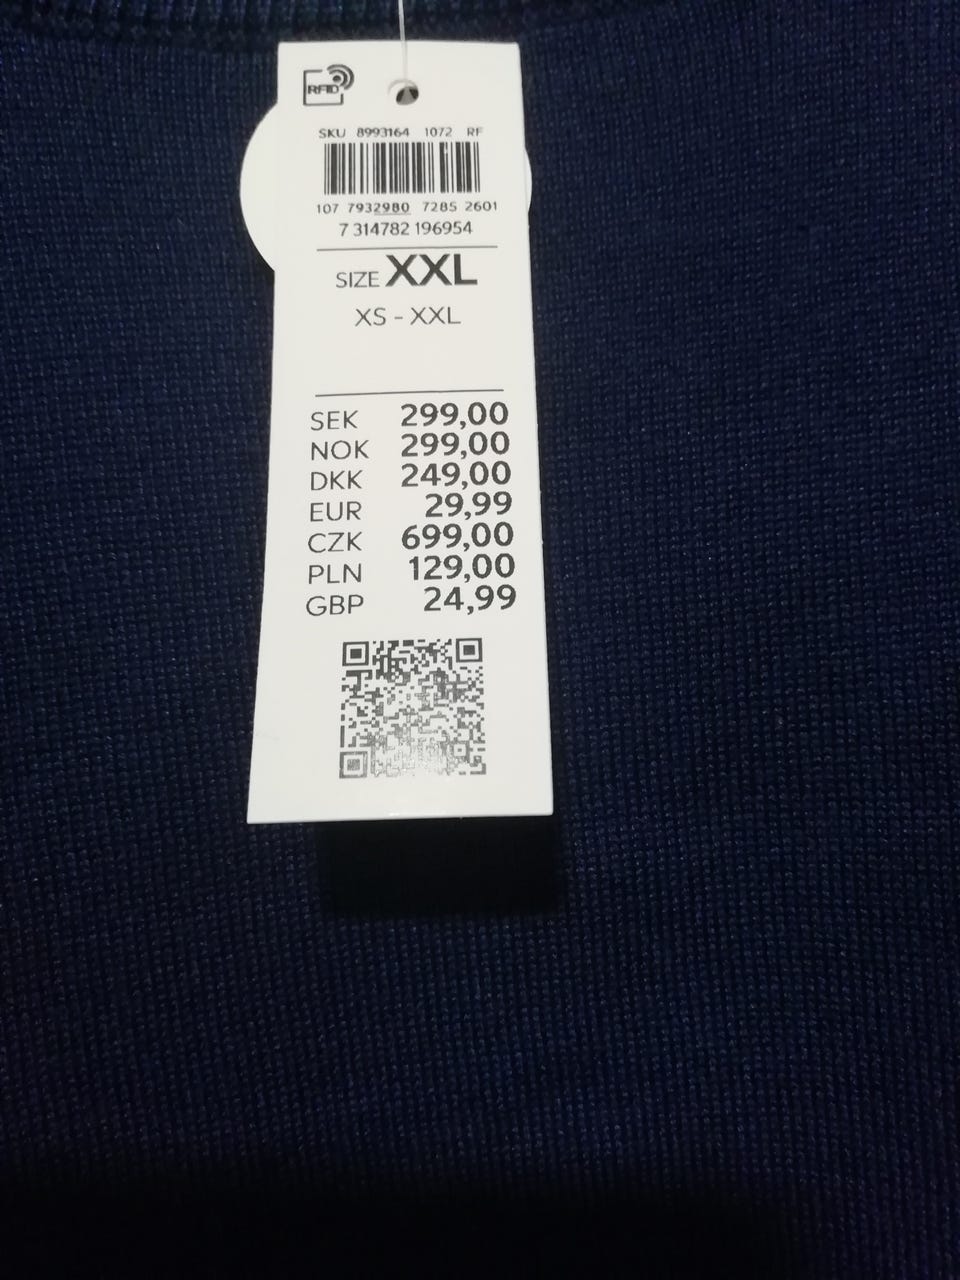 RFID
SKU 8993164 1072 RF
107 7932980 7285 2601
7 314782 196954
SIZE XXL
XS - XXL
SEK 299,00
NOK 299,00
DKK 249,00
EUR 29,99
CZK 699,00
PLN 129,00
GBP 24,99